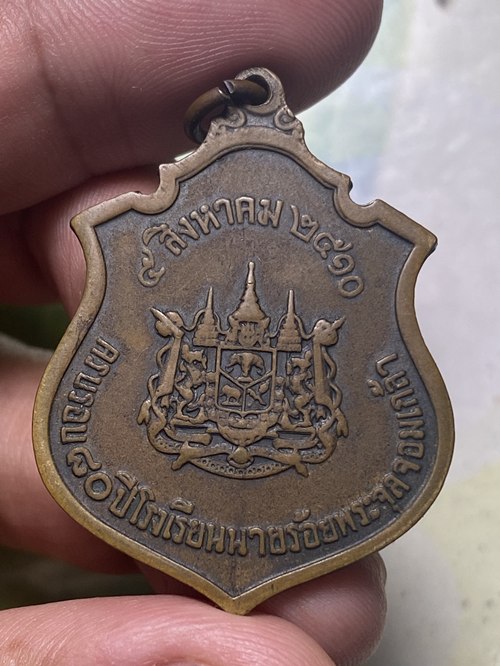 ๕ สิงหาคม ๒๕๑๐
ครบรอบ๘๐ปีโรงเรียนนายร้อยพระจุลจอมเกล้า